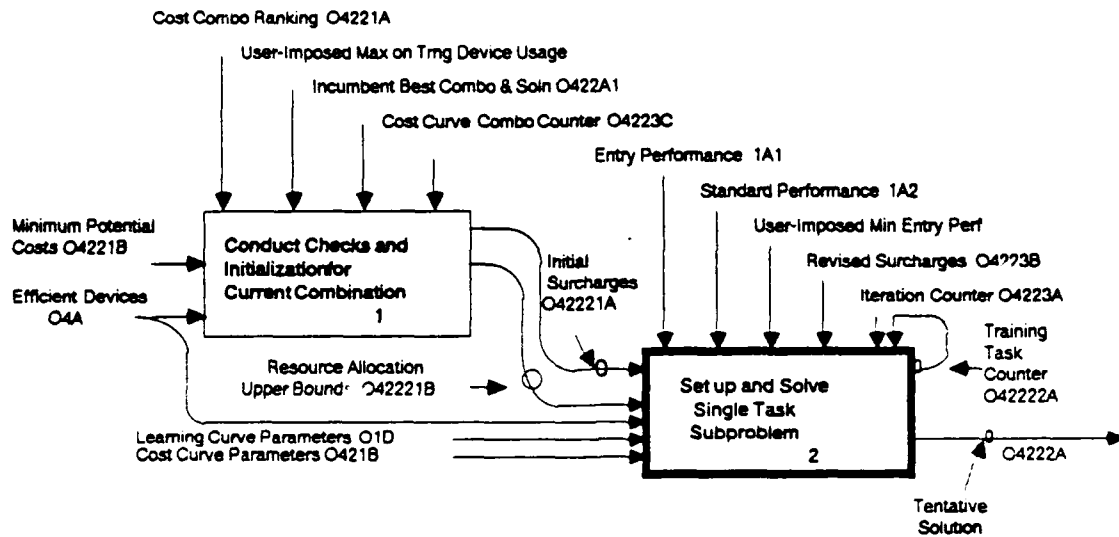 Cost Combo Ranking O4221A
User-Imposed Max on Trng Device Usage
Incumbent Best Combo & Soln O422A1
Cost Curve Combo Counter O4223C
Entry Performance 1A1
Standard Performance 1A2
User-Imposed Min Entry Perf
Revised Surcharges O4223B
Iteration Counter O4223A
Minimum Potential
Costs O4221B
Efficient Devices
O4A
Conduct Checks and
Initializationfor
Current Combination
1
Initial
Surcharges
O42221A
Resource Allocation
Upper Bounds O42221B
Learning Curve Parameters O1D
Cost Curve Parameters O421B
Set up and Solve
Single Task
Subproblem
2
Training
Task
Counter
O42222A
O4222A
Tentative
Solution